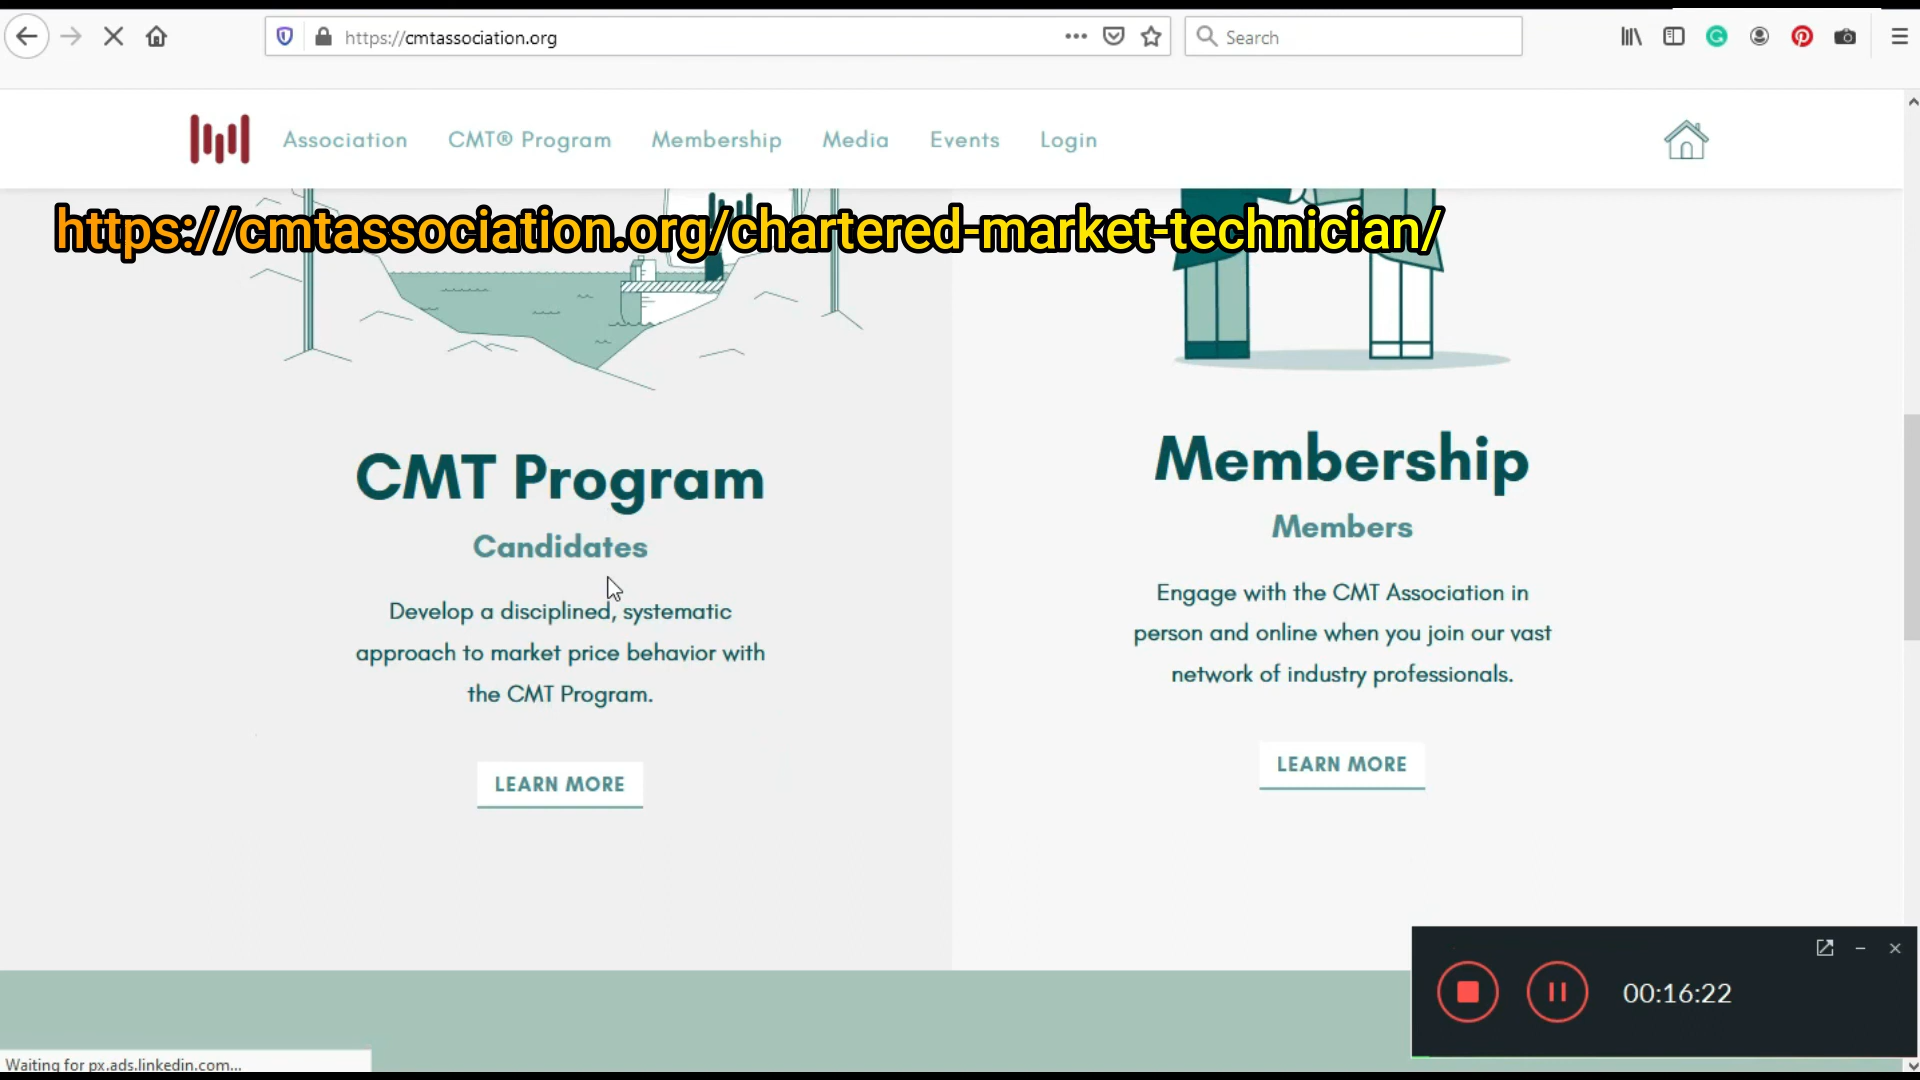 https://cmtassociation.org
Search
Association CMT® Program Membership Media Events Login
https://cmtassociation.org/chartered-market-technician/
CMT Program
Candidates
Develop a disciplined, systematic
approach to market price behavior with
the CMT Program.
LEARN MORE
Membership
Members
Engage with the CMT Association in
person and online when you join our vast
network of industry professionals.
LEARN MORE
00:16:22
Waiting for px.ads.linkedin.com...